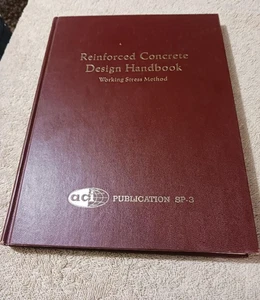 Reinforced Concrete
Design Handbook
Working Stress Method
aci PUBLICATION SP-3